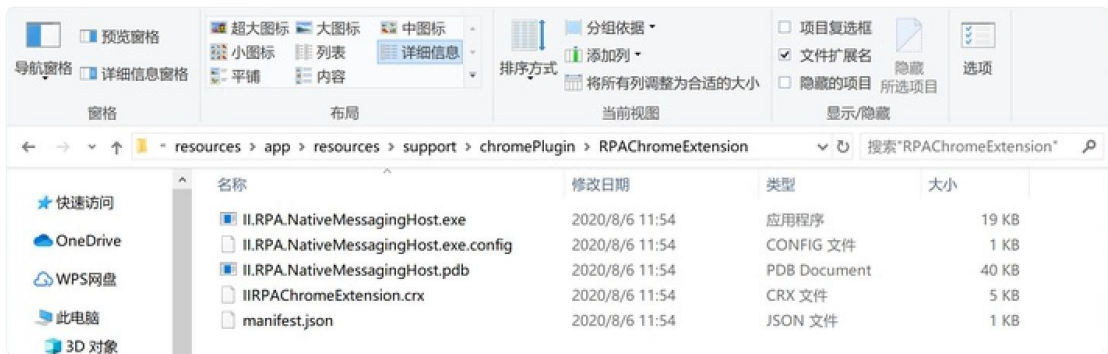 预览窗格
导航窗格
详细信息窗格
窗格
超大图标 大图标 中图标
小图标 列表 详细信息
平铺 内容
布局
排序方式
分组依据
添加列
将所有列调整为合适的大小
当前视图
项目复选框
文件扩展名
隐藏的项目
隐藏
所选项目
显示/隐藏
选项
resources > app > resources > support > chromePlugin > RPAChromeExtension
搜索"RPAChromeExtension"
名称 修改日期 类型 大小
快速访问
OneDrive
WPS网盘
此电脑
3D 对象
II.RPA.NativeMessagingHost.exe 2020/8/6 11:54 应用程序 19 KB
II.RPA.NativeMessagingHost.exe.config 2020/8/6 11:54 CONFIG 文件 1 KB
II.RPA.NativeMessagingHost.pdb 2020/8/6 11:54 PDB Document 40 KB
IIRPAChromeExtension.crx 2020/8/6 11:54 CRX 文件 5 KB
manifest.json 2020/8/6 11:54 JSON 文件 1 KB